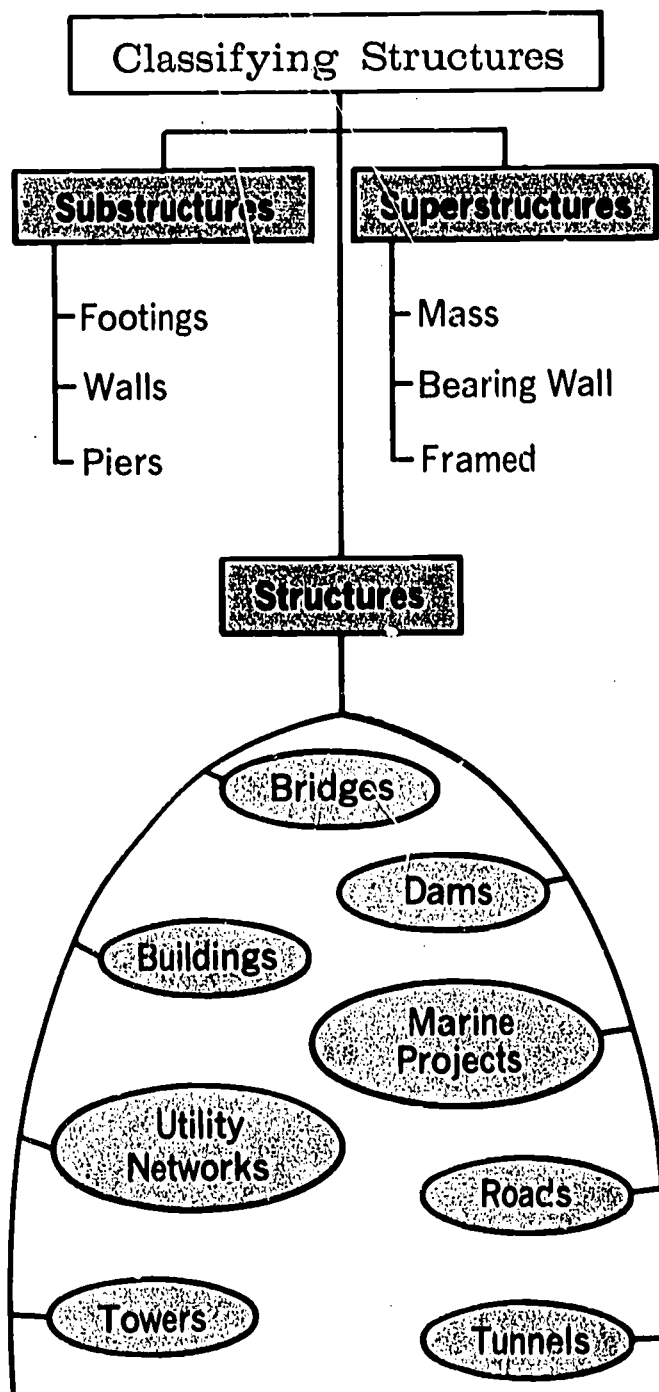 Classifying Structures
Substructures
Superstructures
Footings
Walls
Piers
Mass
Bearing Wall
Framed
Structures
Bridges
Dams
Buildings
Marine
Projects
Utility
Networks
Roads
Towers
Tunnels